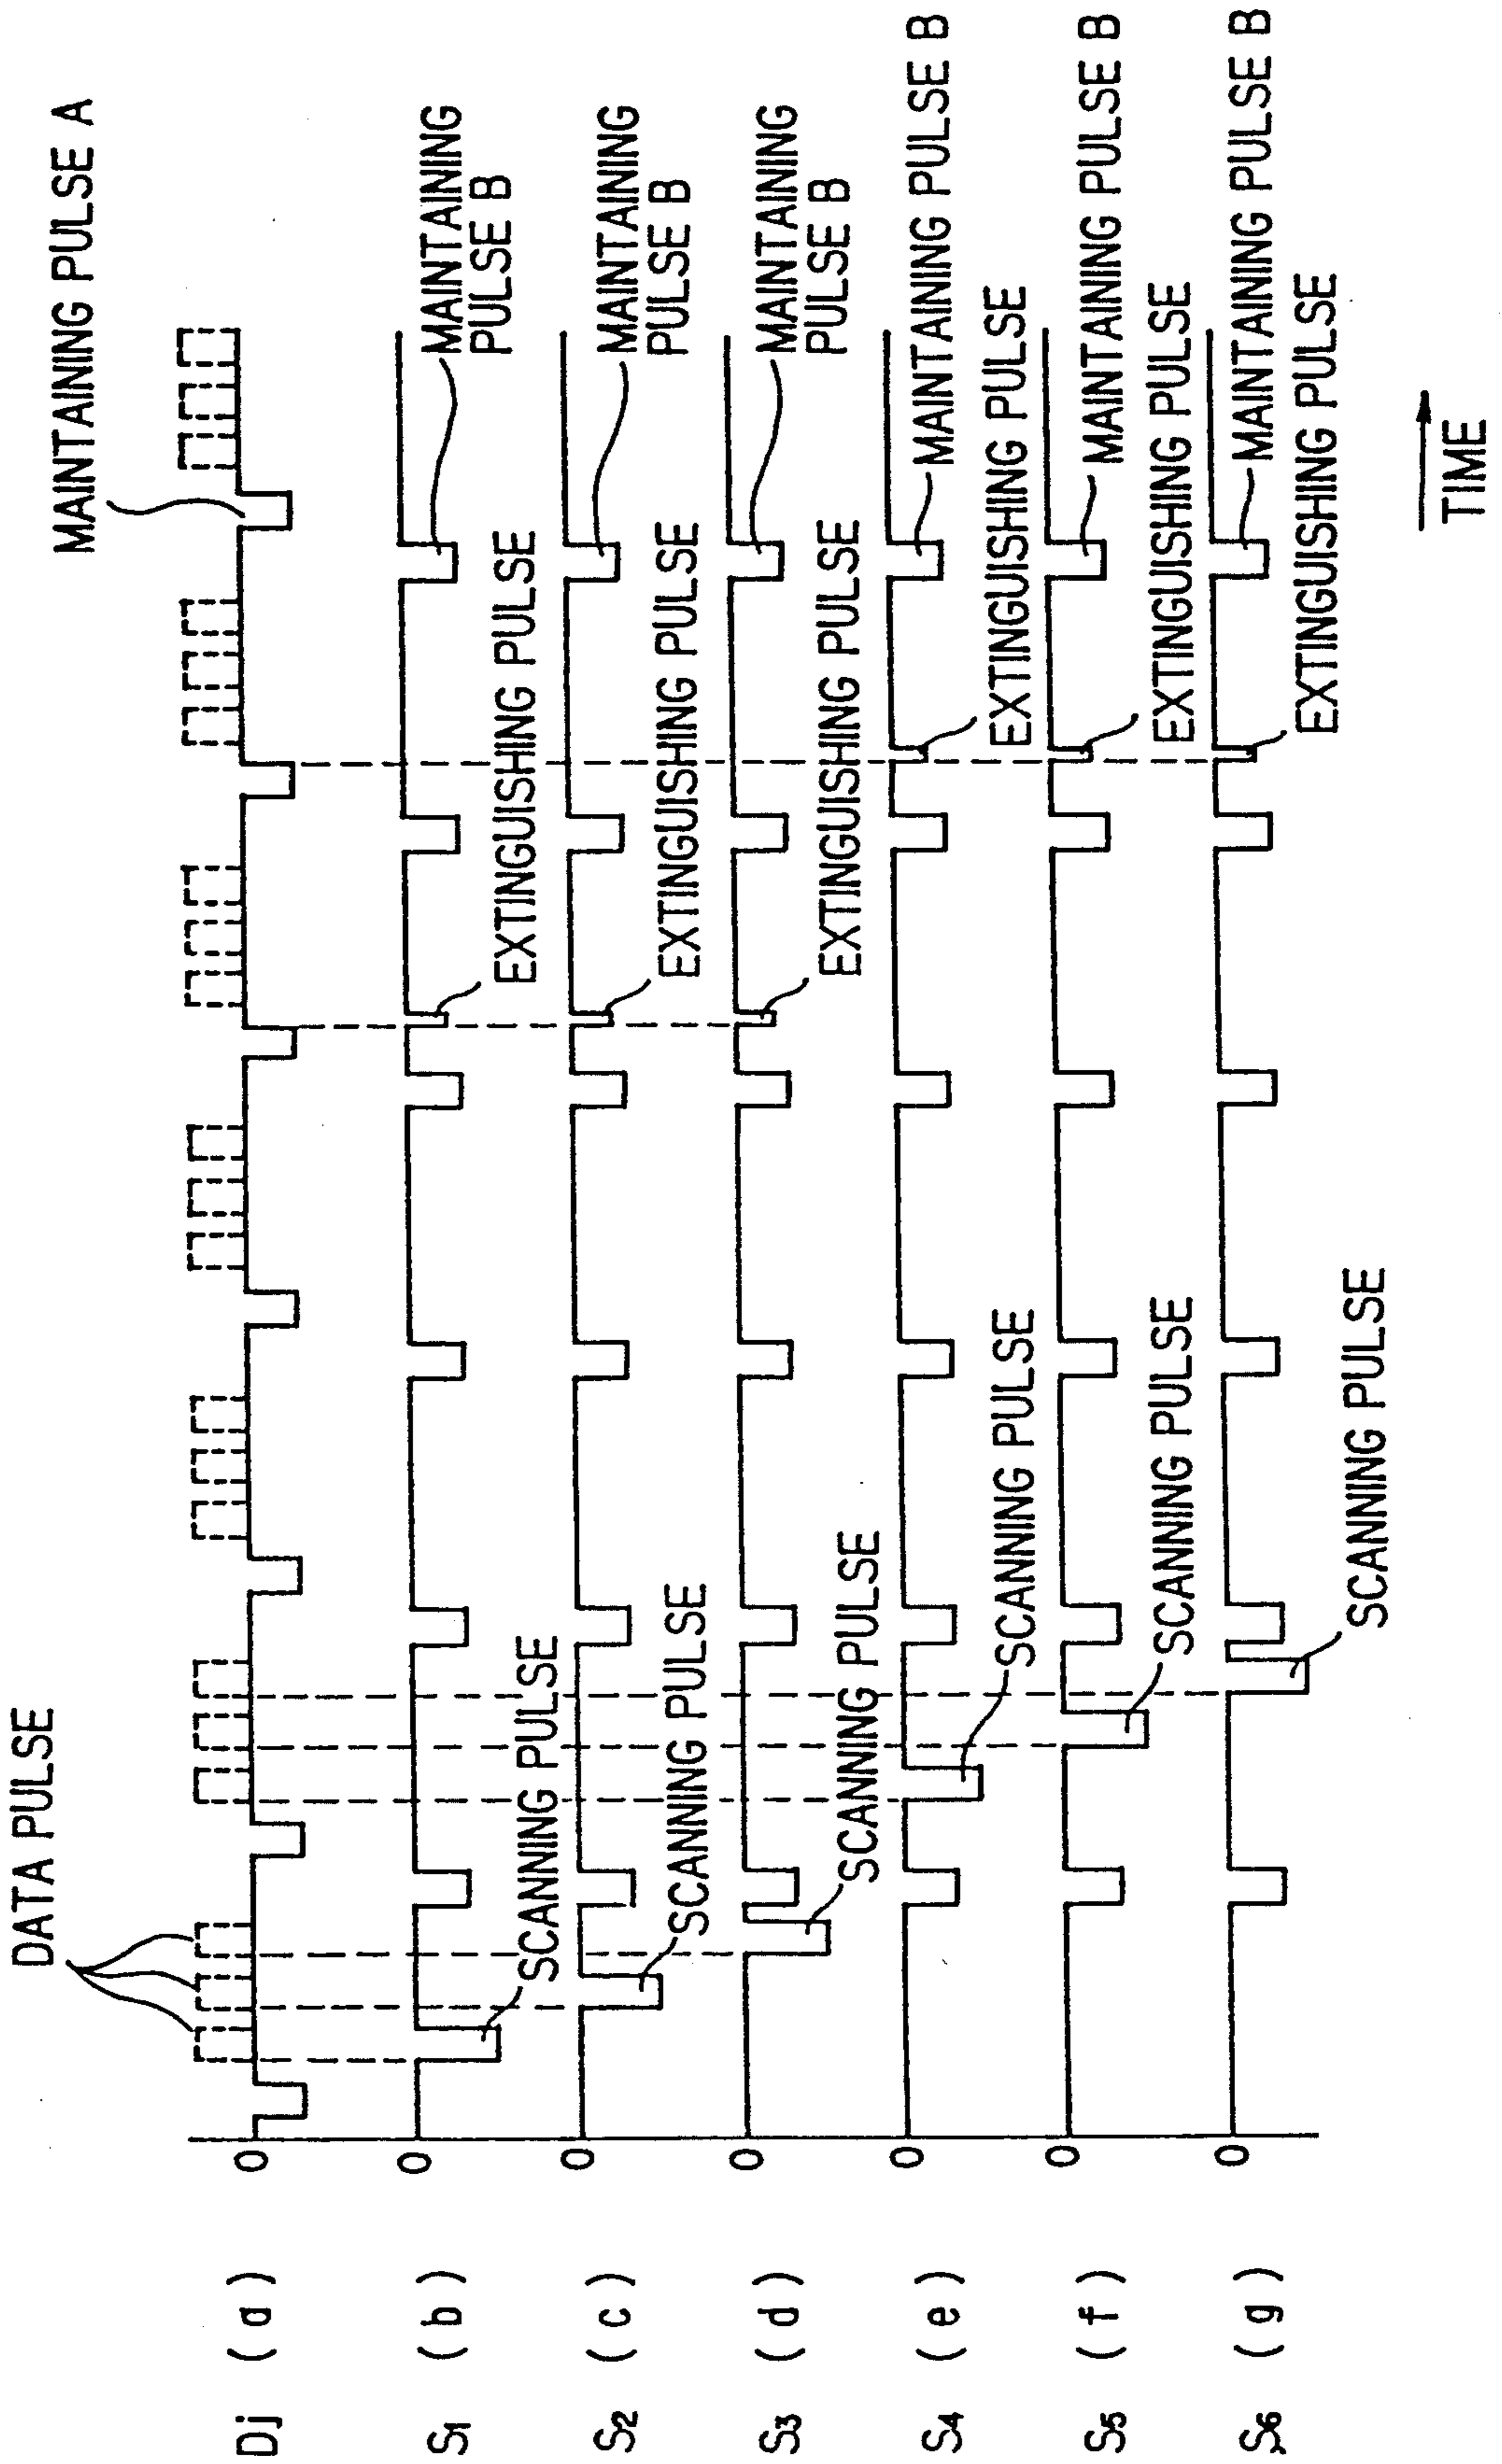 DATA PULSE
MAINTAINING PULSE A
Dj (a) 0
S1 (b) 0
SCANNING PULSE
EXTINGUISHING PULSE
MAINTAINING
PULSE B
S2 (c) 0
SCANNING PULSE
EXTINGUISHING PULSE
MAINTAINING
PULSE B
S3 (d) 0
SCANNING PULSE
EXTINGUISHING PULSE
MAINTAINING
PULSE B
S4 (e) 0
SCANNING PULSE
EXTINGUISHING PULSE
MAINTAINING PULSE B
S5 (f) 0
SCANNING PULSE
EXTINGUISHING PULSE
MAINTAINING PULSE B
S6 (g) 0
SCANNING PULSE
EXTINGUISHING PULSE
MAINTAINING PULSE B
TIME